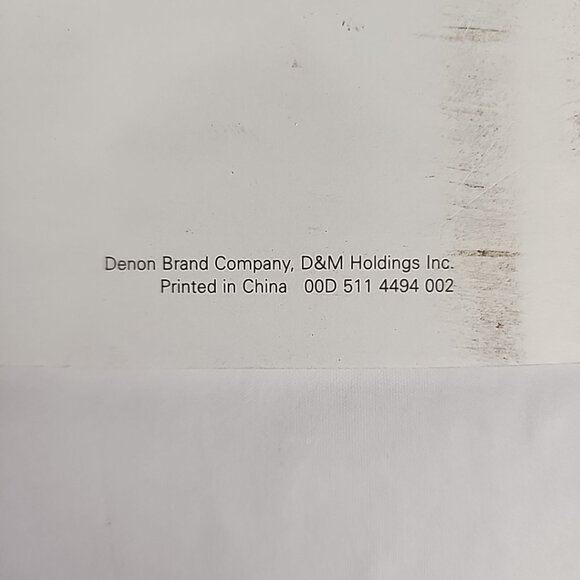 Denon Brand Company, D&M Holdings Inc.
Printed in China 00D 511 4494 002